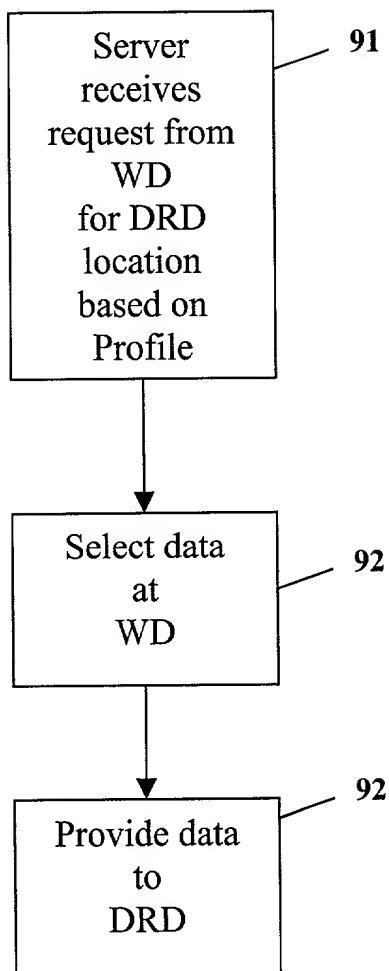 Server
receives
request from
WD
for DRD
location
based on
Profile
91
Select data
at
WD
92
Provide data
to
DRD
92